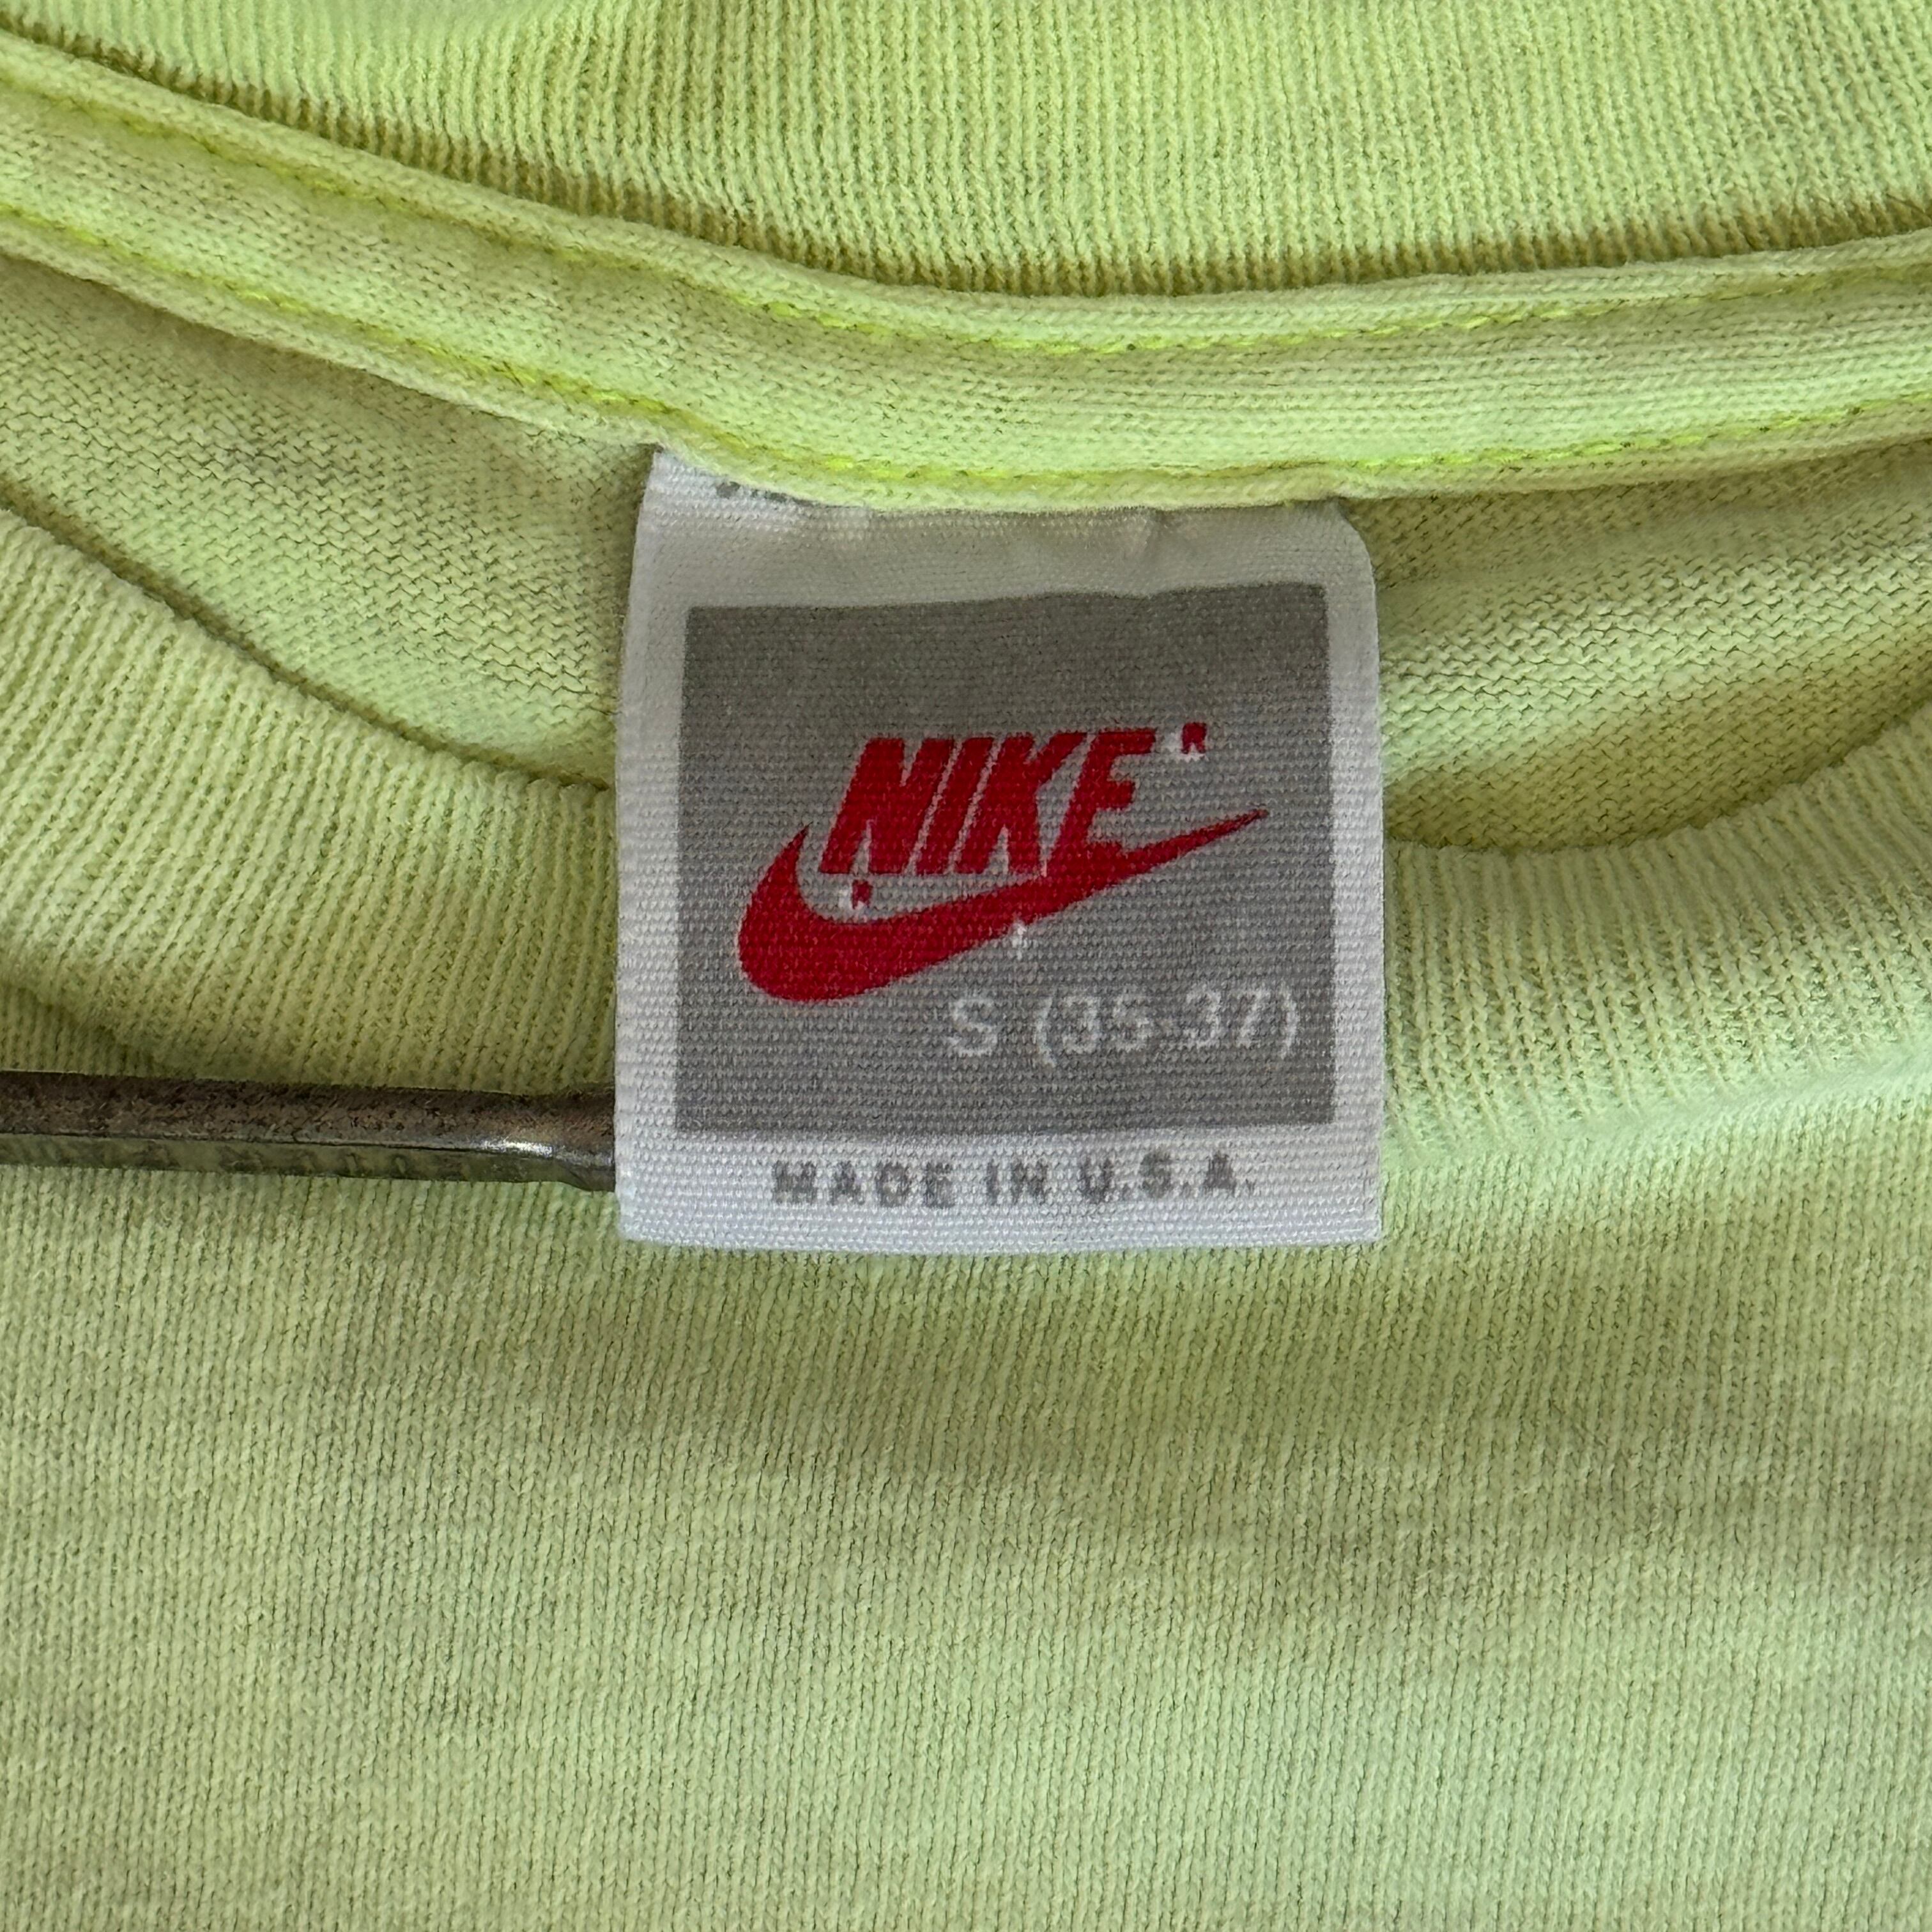 NIKE R
R
S (35-37)
MADE IN U.S.A.